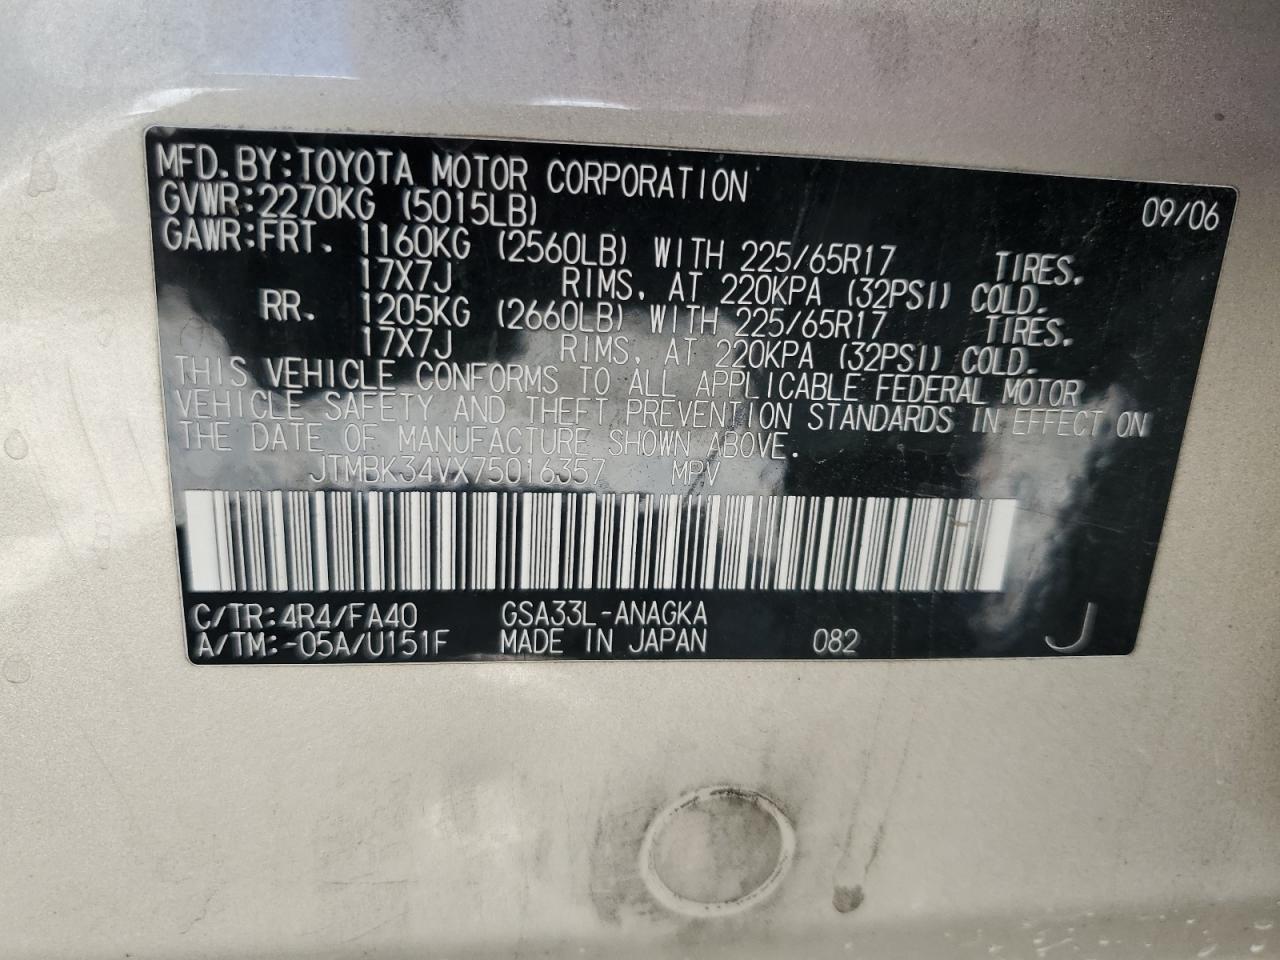 MFD. BY: TOYOTA MOTOR CORPORATION 09/06
GVWR: 2270KG (5015LB)
GAWR: FRT. 1160KG (2560LB) WITH 225/65R17 TIRES.
17X7J RIMS, AT 220KPA (32PSI) COLD.
RR. 1205KG (2660LB) WITH 225/65R17 TIRES.
17X7J RIMS, AT 220KPA (32PSI) COLD.
THIS VEHICLE CONFORMS TO ALL APPLICABLE FEDERAL MOTOR
VEHICLE SAFETY AND THEFT PREVENTION STANDARDS IN EFFECT ON
THE DATE OF MANUFACTURE SHOWN ABOVE.
JTMBK34VX75016357 MPV
C/TR: 4R4/FA40 GSA33L-ANAGKA
A/TM: -05A/U151F MADE IN JAPAN 082 J